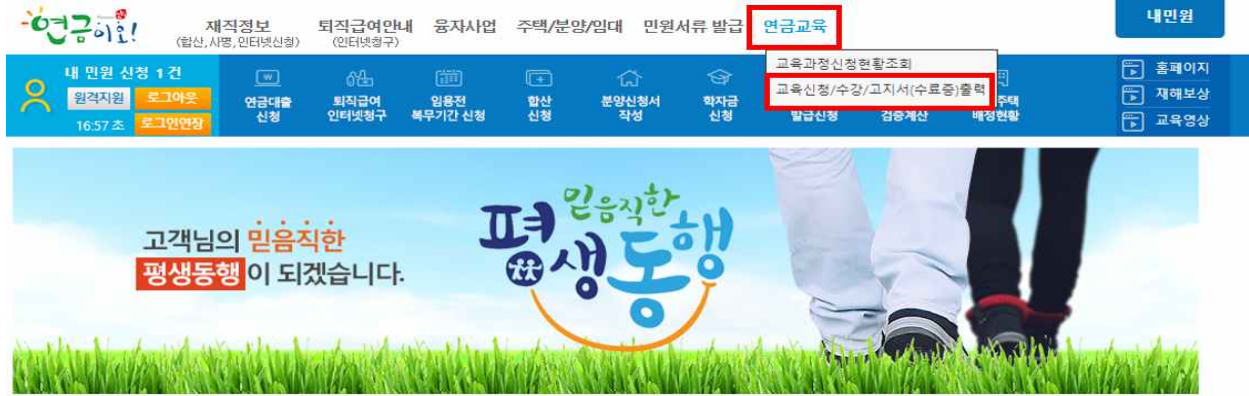 연금이요!
재직정보
(합산,사병,인터넷신청)
퇴직급여안내
(인터넷청구)
융자사업
주택/분양/임대
민원서류 발급
연금교육
내민원
교육과정신청현황조회
교육신청/수강/고지서(수료증)출력
내 민원 신청 1 건
원격지원 로그아웃
16:57 초 로그인연장
연금대출
신청
퇴직급여
인터넷청구
임용전
복무기간 신청
합산
신청
분양신청서
작성
학자금
신청
발급신청
검증계산
주택
배정현황
홈페이지
재해보상
교육영상
고객님의 믿음직한
평생동행이 되겠습니다.
믿음직한
평생동행